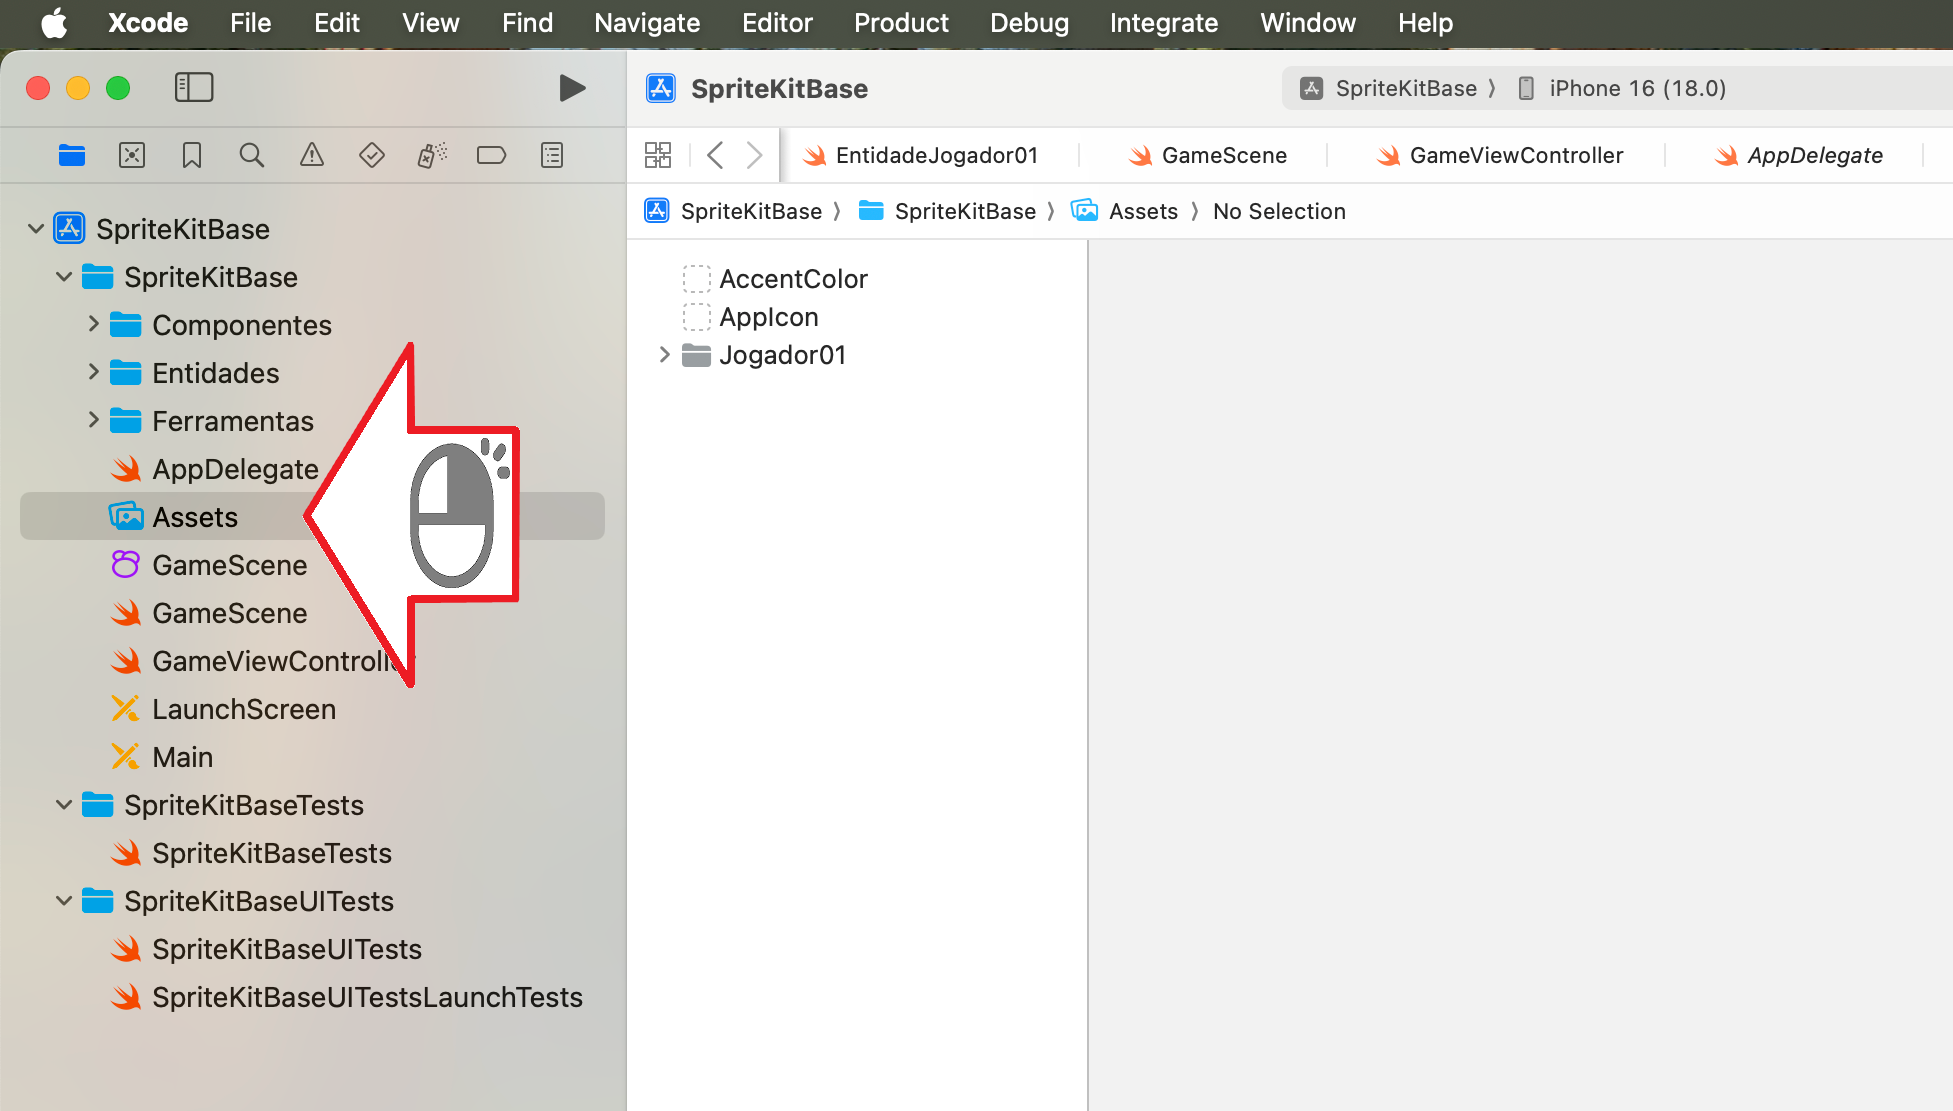 Xcode File Edit View Find Navigate Editor Product Debug Integrate Window Help
SpriteKitBase SpriteKitBase iPhone 16 (18.0)
EntidadeJogador01 GameScene GameViewController AppDelegate
SpriteKitBase SpriteKitBase Assets No Selection
SpriteKitBase
SpriteKitBase
Componentes
Entidades
Ferramentas
AppDelegate
Assets
GameScene
GameScene
GameViewControlle
LaunchScreen
Main
SpriteKitBaseTests
SpriteKitBaseTests
SpriteKitBaseUITests
SpriteKitBaseUITests
SpriteKitBaseUITestsLaunchTests
AccentColor
AppIcon
Jogador01